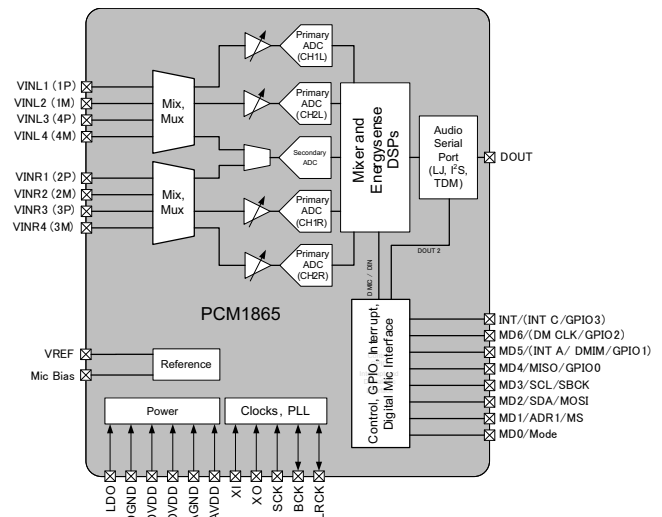 Primary
ADC
(CH1L)
VINL1 (1P)
VINL2 (1M)
VINL3 (4P)
VINL4 (4M)
Mix,
Mux
Primary
ADC
(CH2L)
Secondary
ADC
VINR1 (2P)
VINR2 (2M)
VINR3 (3P)
VINR4 (3M)
Mix,
Mux
Primary
ADC
(CH1R)
Primary
ADC
(CH2R)
Mixer and
Energysense
DSPs
Audio
Serial
Port
(LJ, I²S,
TDM)
DOUT
DOUT 2
DMIC / DIN
PCM1865
VREF
Mic Bias
Reference
Control, GPIO, Interrupt,
Digital Mic Interface
INT/(INT C/GPIO3)
MD6/(DM CLK/GPIO2)
MD5/(INT A/ DMIM/GPIO1)
MD4/MISO/GPIO0
MD3/SCL/SBCK
MD2/SDA/MOSI
MD1/ADR1/MS
MD0/Mode
Power
Clocks, PLL
LDO
DGND
AGND
AVDD
XI
XO
SCK
BCK
LRCK